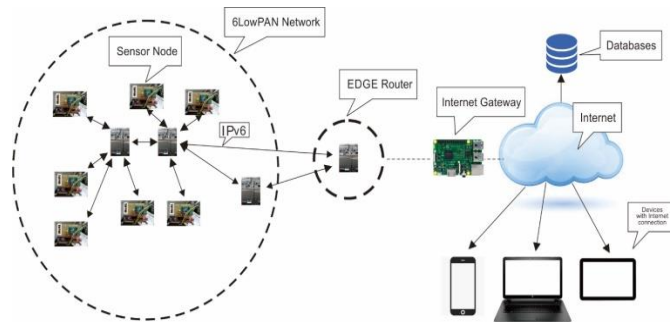 6LowPAN Network
Sensor Node
EDGE Router
Databases
Internet Gateway
Internet
IPv6
Devices
with Internet
connection